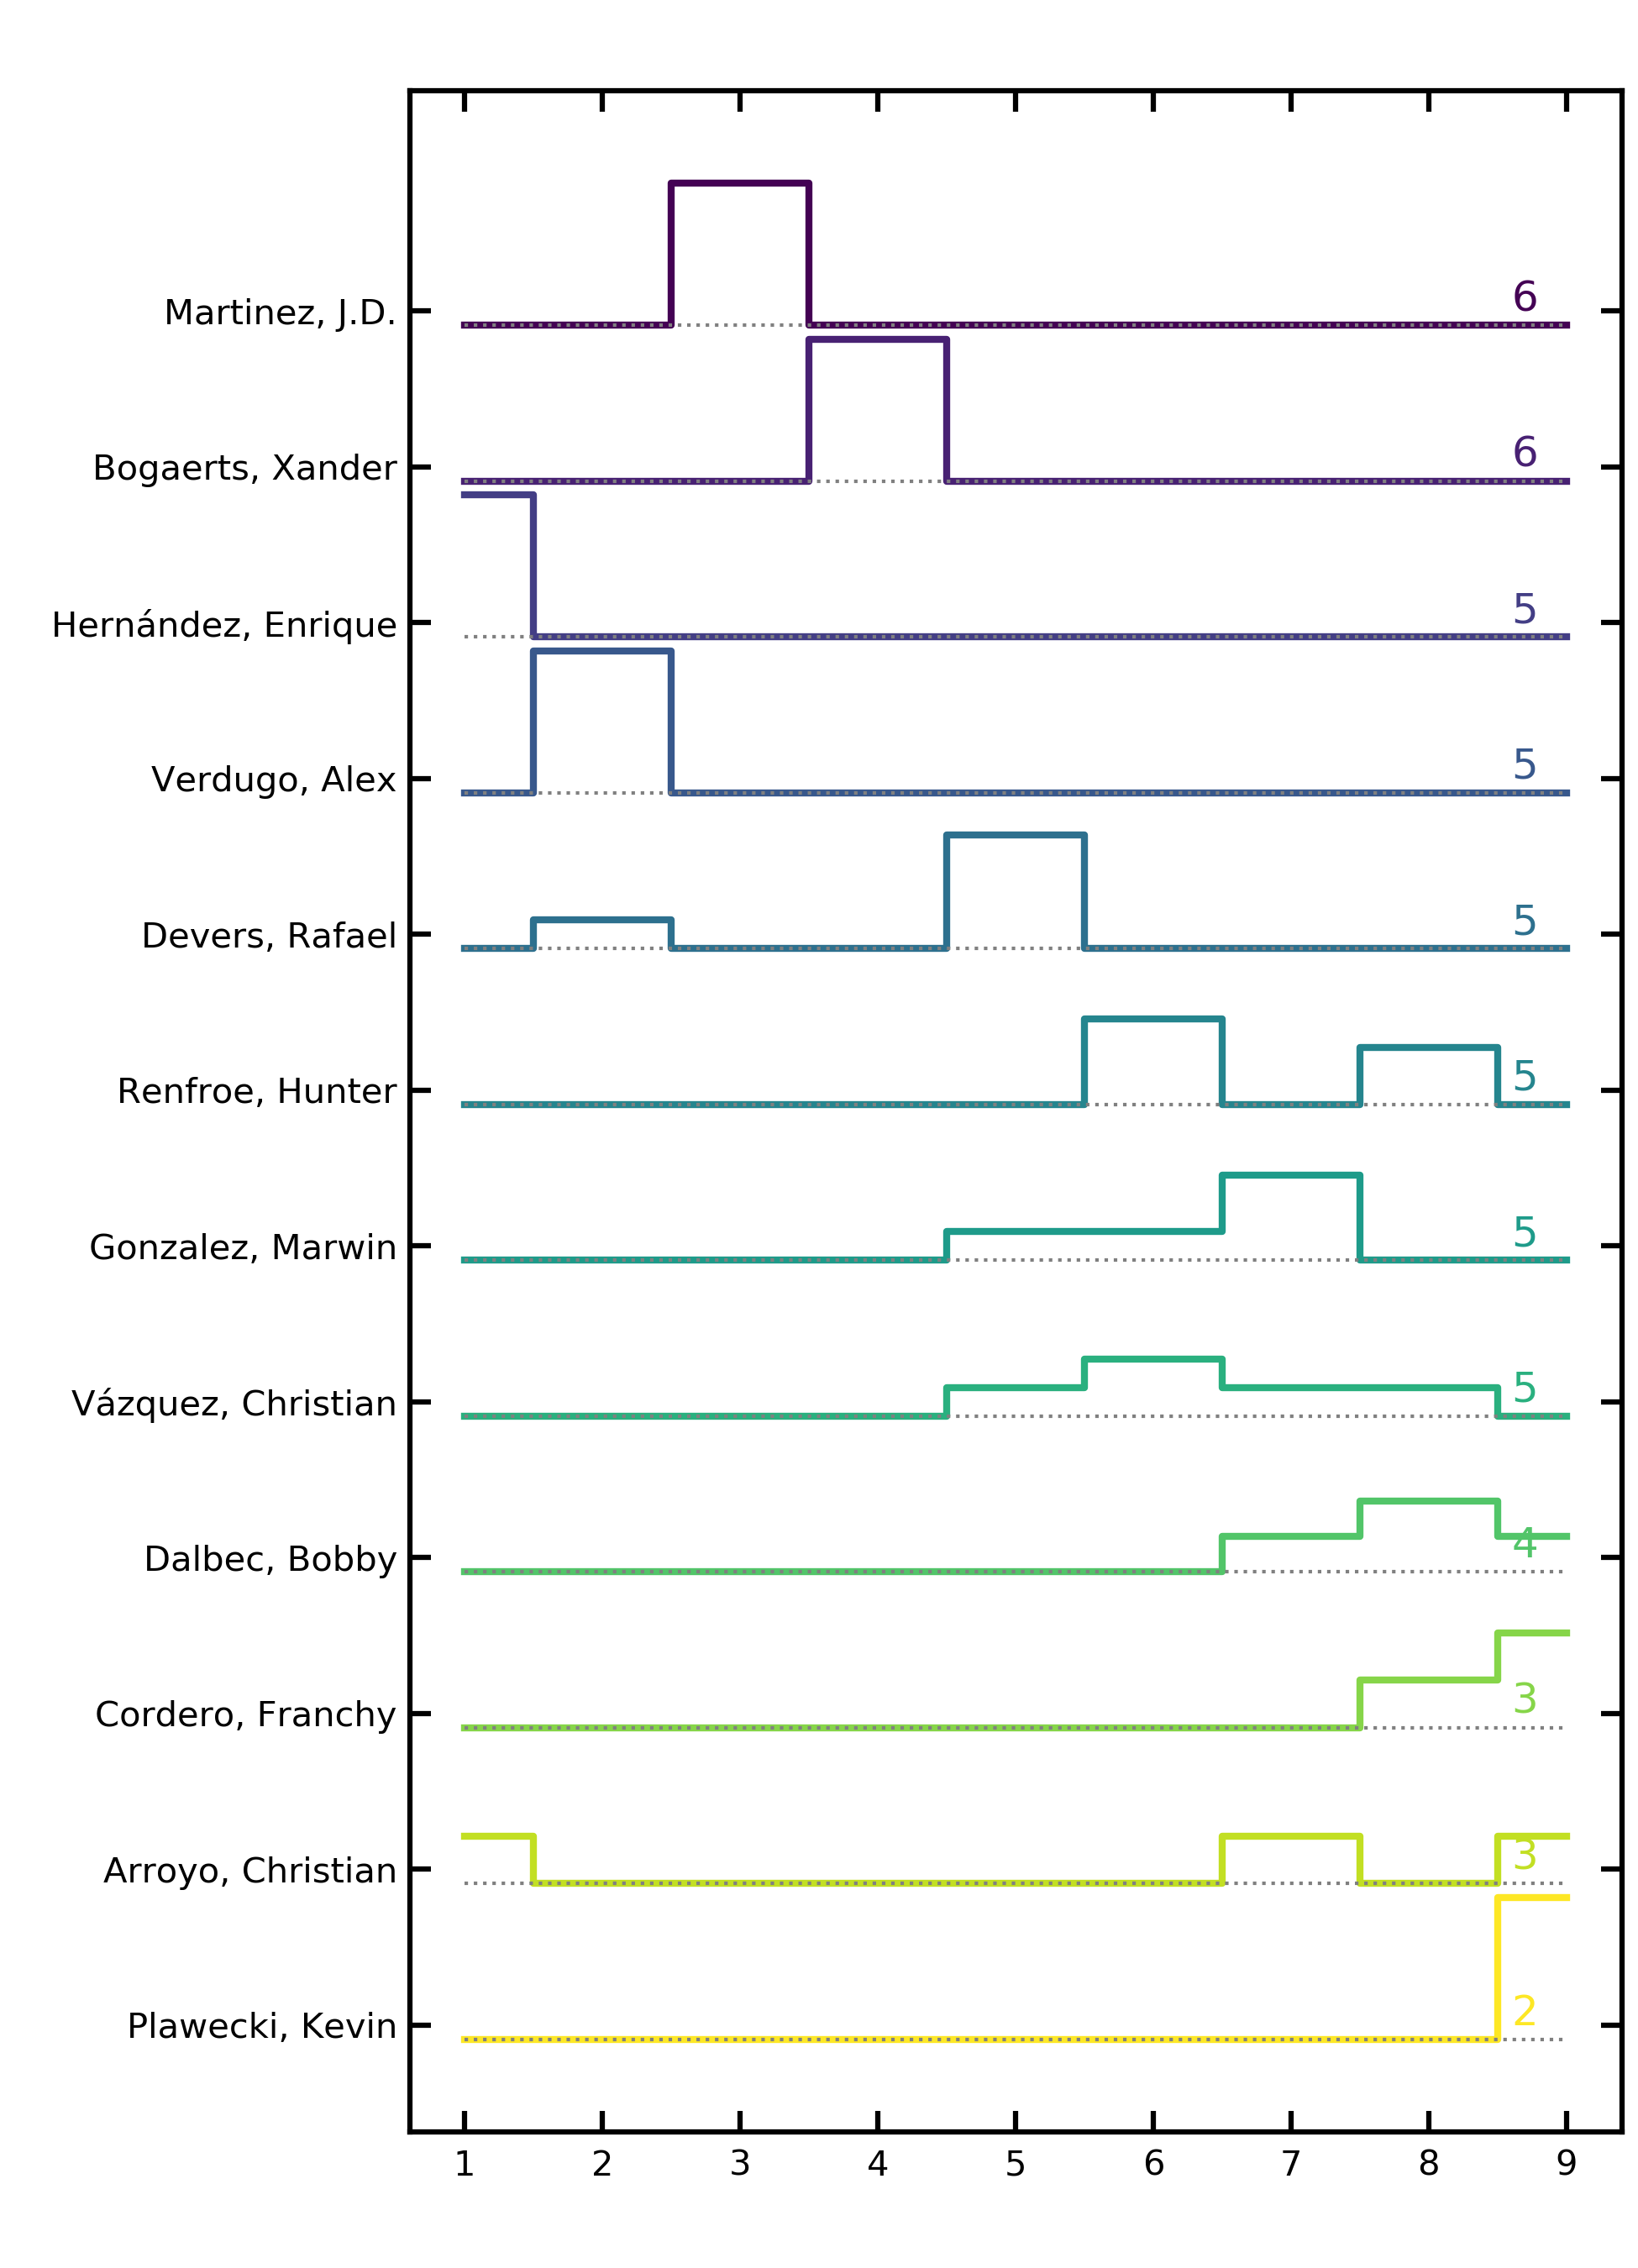 Martinez, J.D. 6
Bogaerts, Xander 6
Hernández, Enrique 5
Verdugo, Alex 5
Devers, Rafael 5
Renfroe, Hunter 5
Gonzalez, Marwin 5
Vázquez, Christian 5
Dalbec, Bobby 4
Cordero, Franchy 3
Arroyo, Christian 3
Plawecki, Kevin 2
1 2 3 4 5 6 7 8 9